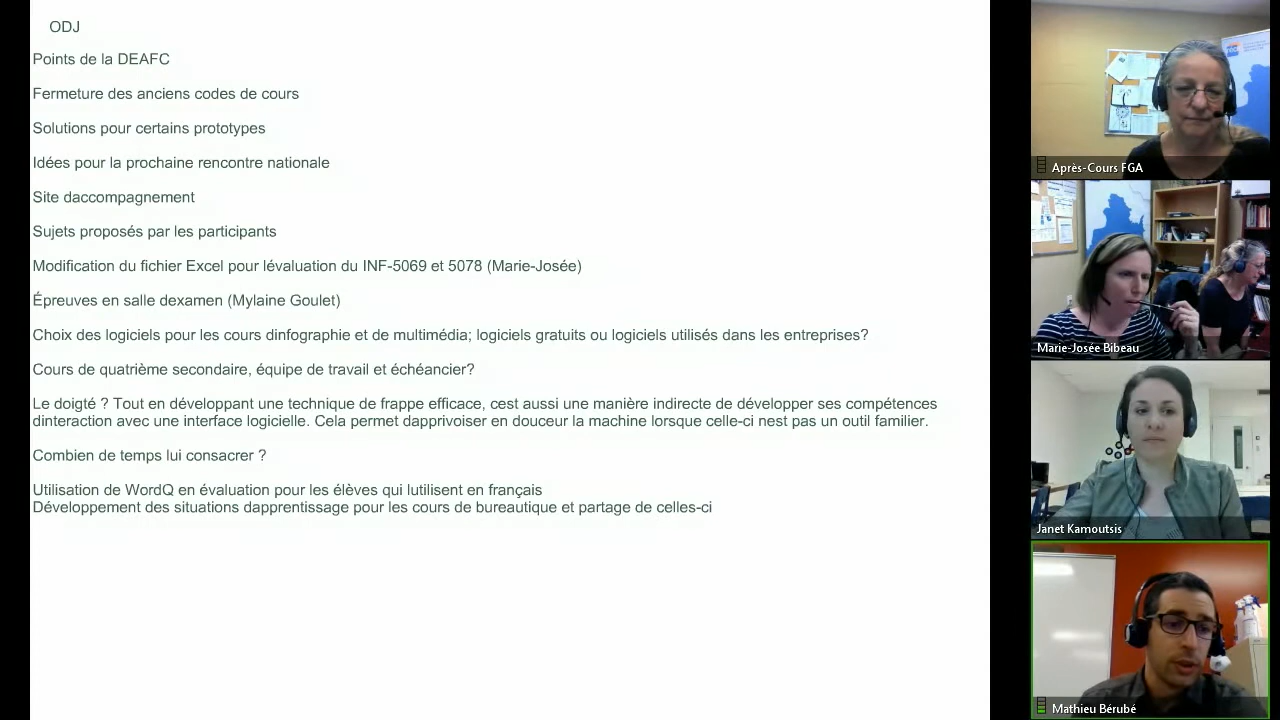 ODJ
Points de la DEAFC
Fermeture des anciens codes de cours
Solutions pour certains prototypes
Idées pour la prochaine rencontre nationale
Site daccompagnement
Sujets proposés par les participants
Modification du fichier Excel pour lévaluation du INF-5069 et 5078 (Marie-Josée)
Épreuves en salle dexamen (Mylaine Goulet)
Choix des logiciels pour les cours dinfographie et de multimédia; logiciels gratuits ou logiciels utilisés dans les entreprises?
Cours de quatrième secondaire, équipe de travail et échéancier?
Le doigté ? Tout en développant une technique de frappe efficace, cest aussi une manière indirecte de développer ses compétences
dinteraction avec une interface logicielle. Cela permet dapprivoiser en douceur la machine lorsque celle-ci nest pas un outil familier.
Combien de temps lui consacrer ?
Utilisation de WordQ en évaluation pour les élèves qui lutilisent en français
Développement des situations dapprentissage pour les cours de bureautique et partage de celles-ci
Après-Cours FGA
Marie-Josée Bibeau
Janet Kamoutsis
Mathieu Bérubé